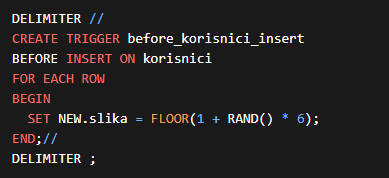 DELIMITER //
CREATE TRIGGER before_korisnici_insert
BEFORE INSERT ON korisnici
FOR EACH ROW
BEGIN
  SET NEW.slika = FLOOR(1 + RAND() * 6);
END;//
DELIMITER ;